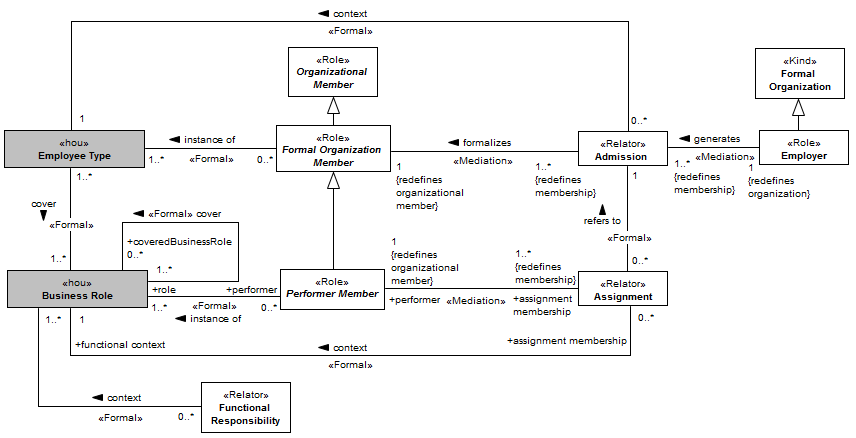 ◄ context
«Formal»
«Role»
Organizational
Member
«Kind»
Formal
Organization
1
0..*
«hou»
Employee Type
◄ instance of
1..*
«Formal»
0..*
«Role»
Formal Organization
Member
◄ formalizes
«Mediation»
1
{redefines
organizational
member}
1..*
{redefines
membership}
«Relator»
Admission
◄ generates
«Mediation»
1..*
{redefines
membership}
1
{redefines
organization}
«Role»
Employer
1..*
cover
«Formal»
1..*
◄ «Formal» cover
+coveredBusinessRole
0..*
1..*
1
refers to
«Formal»
0..*
«hou»
Business Role
+role
1..*
+performer
«Formal»
0..*
◄ instance of
«Role»
Performer Member
1
{redefines
organizational
member}
+performer
«Mediation»
1..*
{redefines
membership}
+assignment
membership
«Relator»
Assignment
1..*
1
0..*
+functional context
◄ context
«Formal»
+assignment membership
◄ context
«Formal»
0..*
«Relator»
Functional
Responsibility